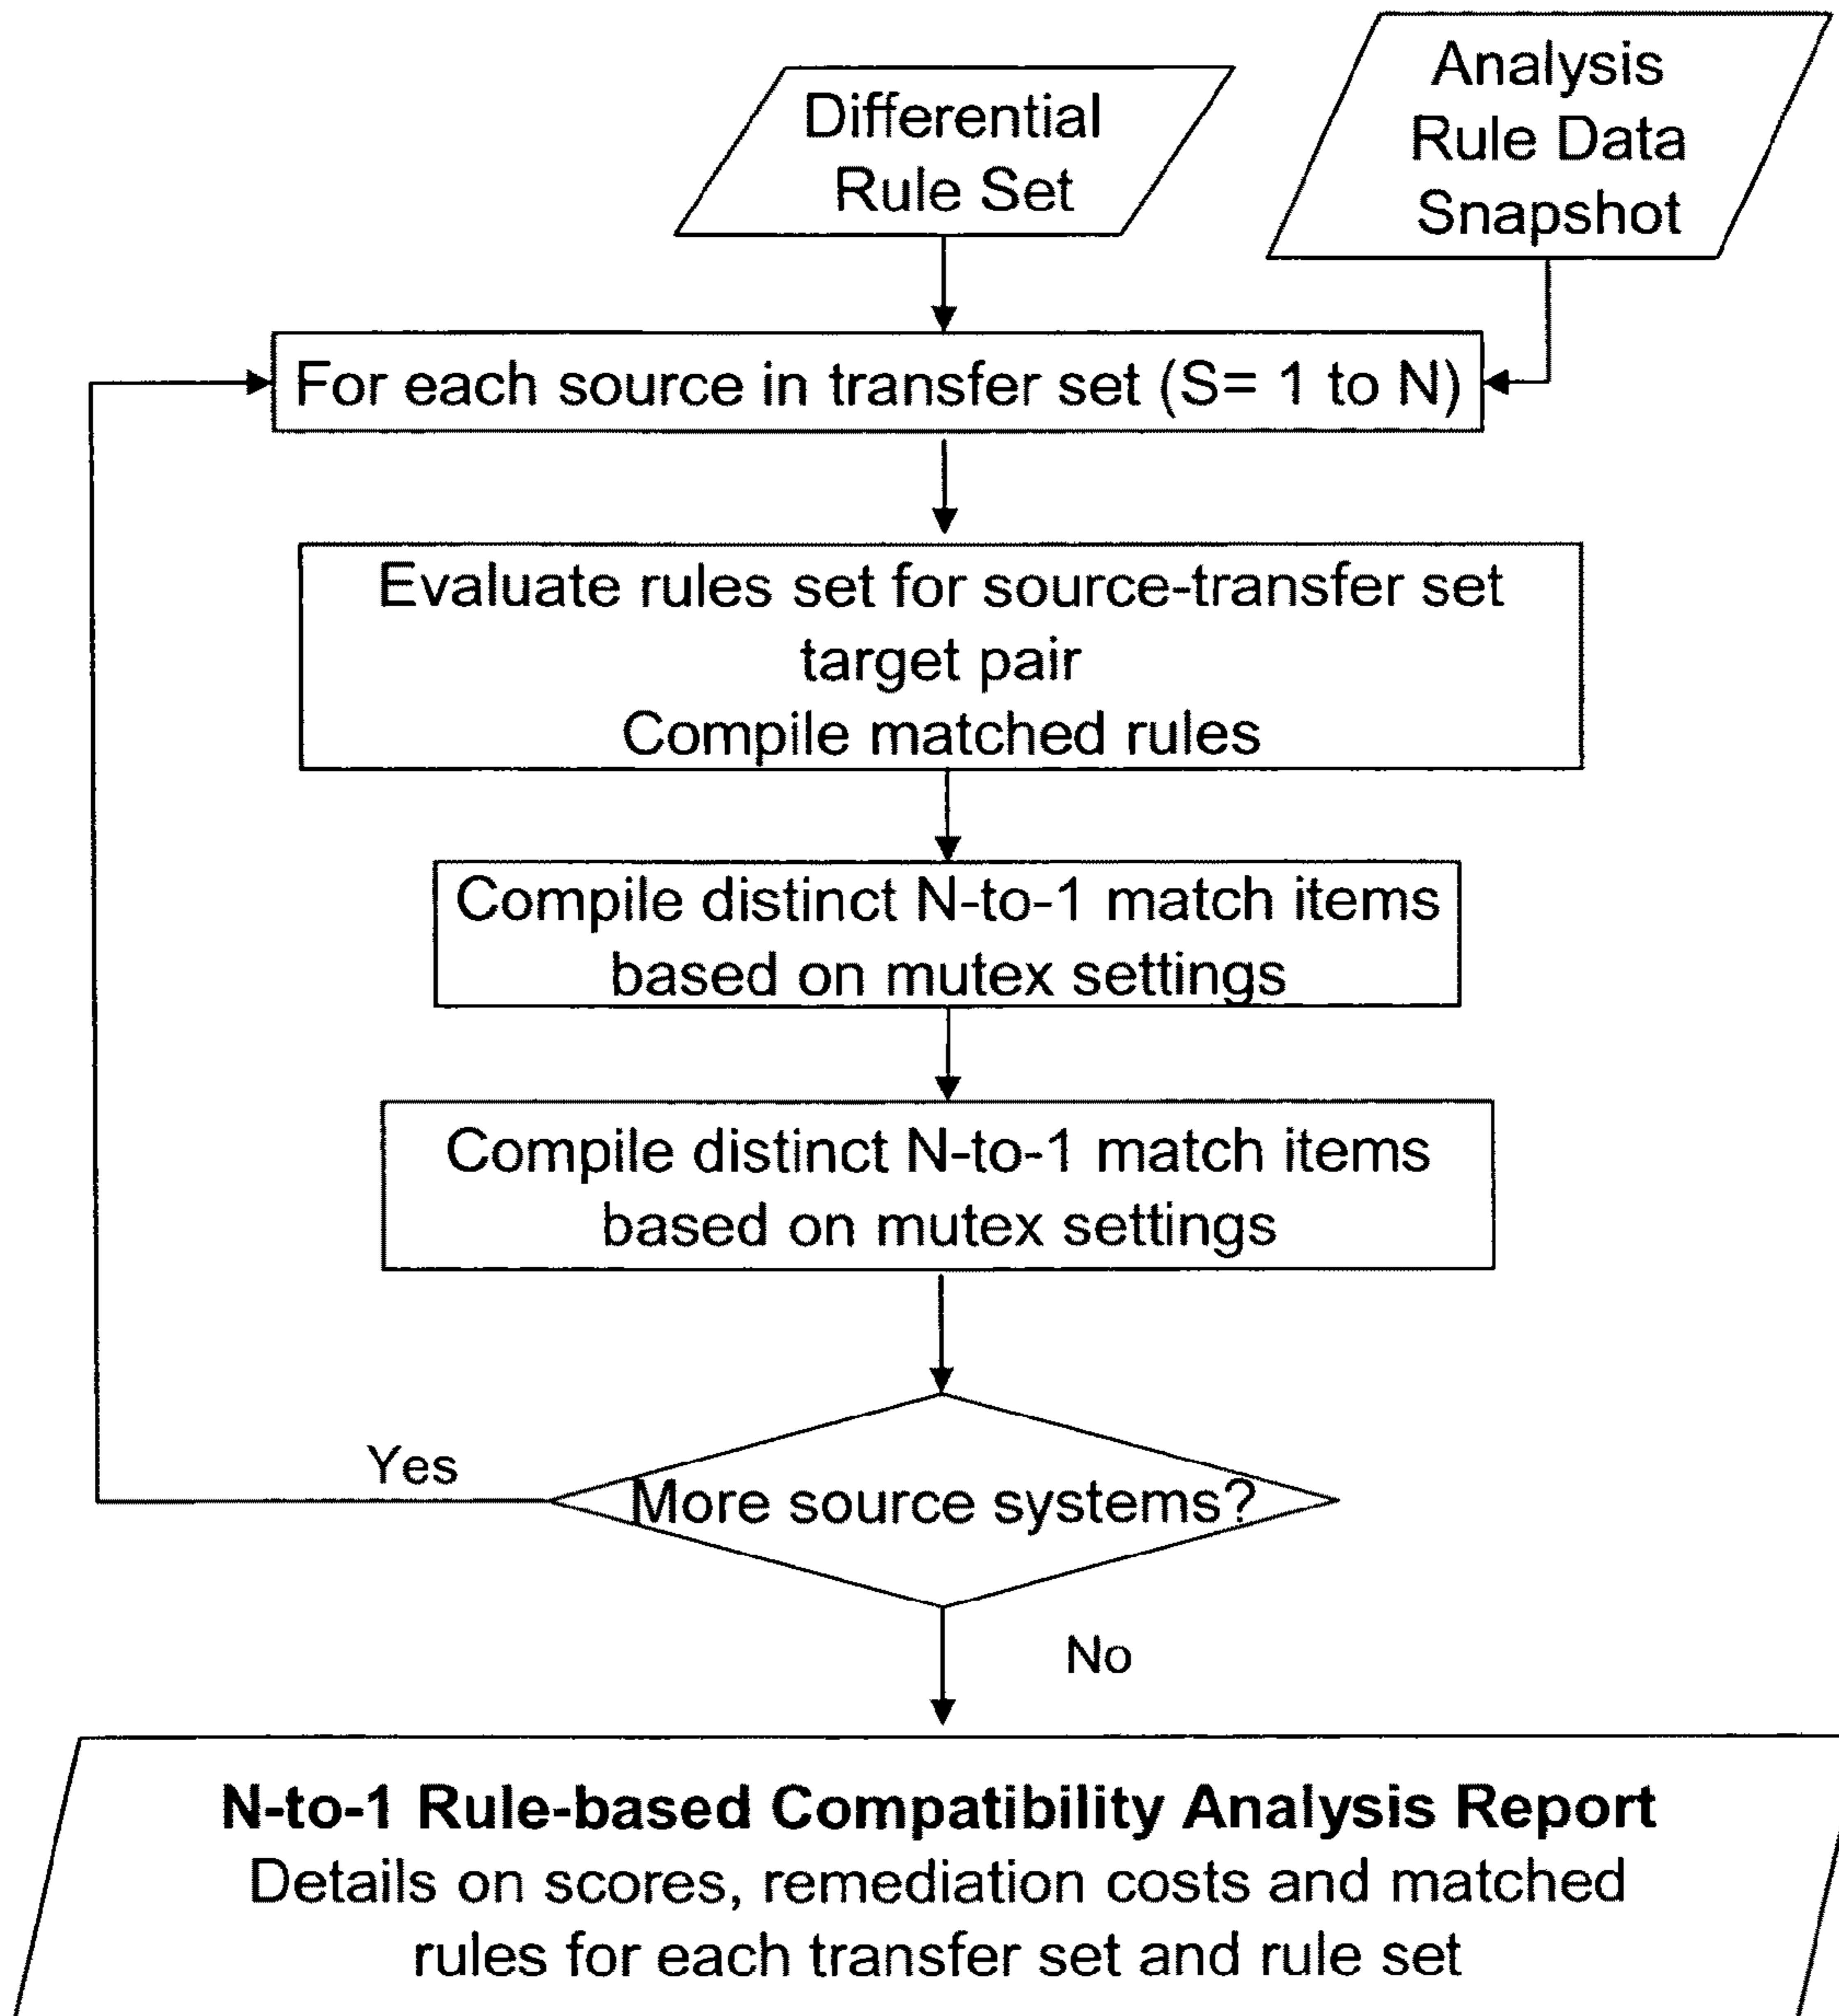 Differential
Rule Set
Analysis
Rule Data
Snapshot
For each source in transfer set (S= 1 to N)
Evaluate rules set for source-transfer set
target pair
Compile matched rules
Compile distinct N-to-1 match items
based on mutex settings
Compile distinct N-to-1 match items
based on mutex settings
More source systems?
Yes
No
N-to-1 Rule-based Compatibility Analysis Report
Details on scores, remediation costs and matched
rules for each transfer set and rule set